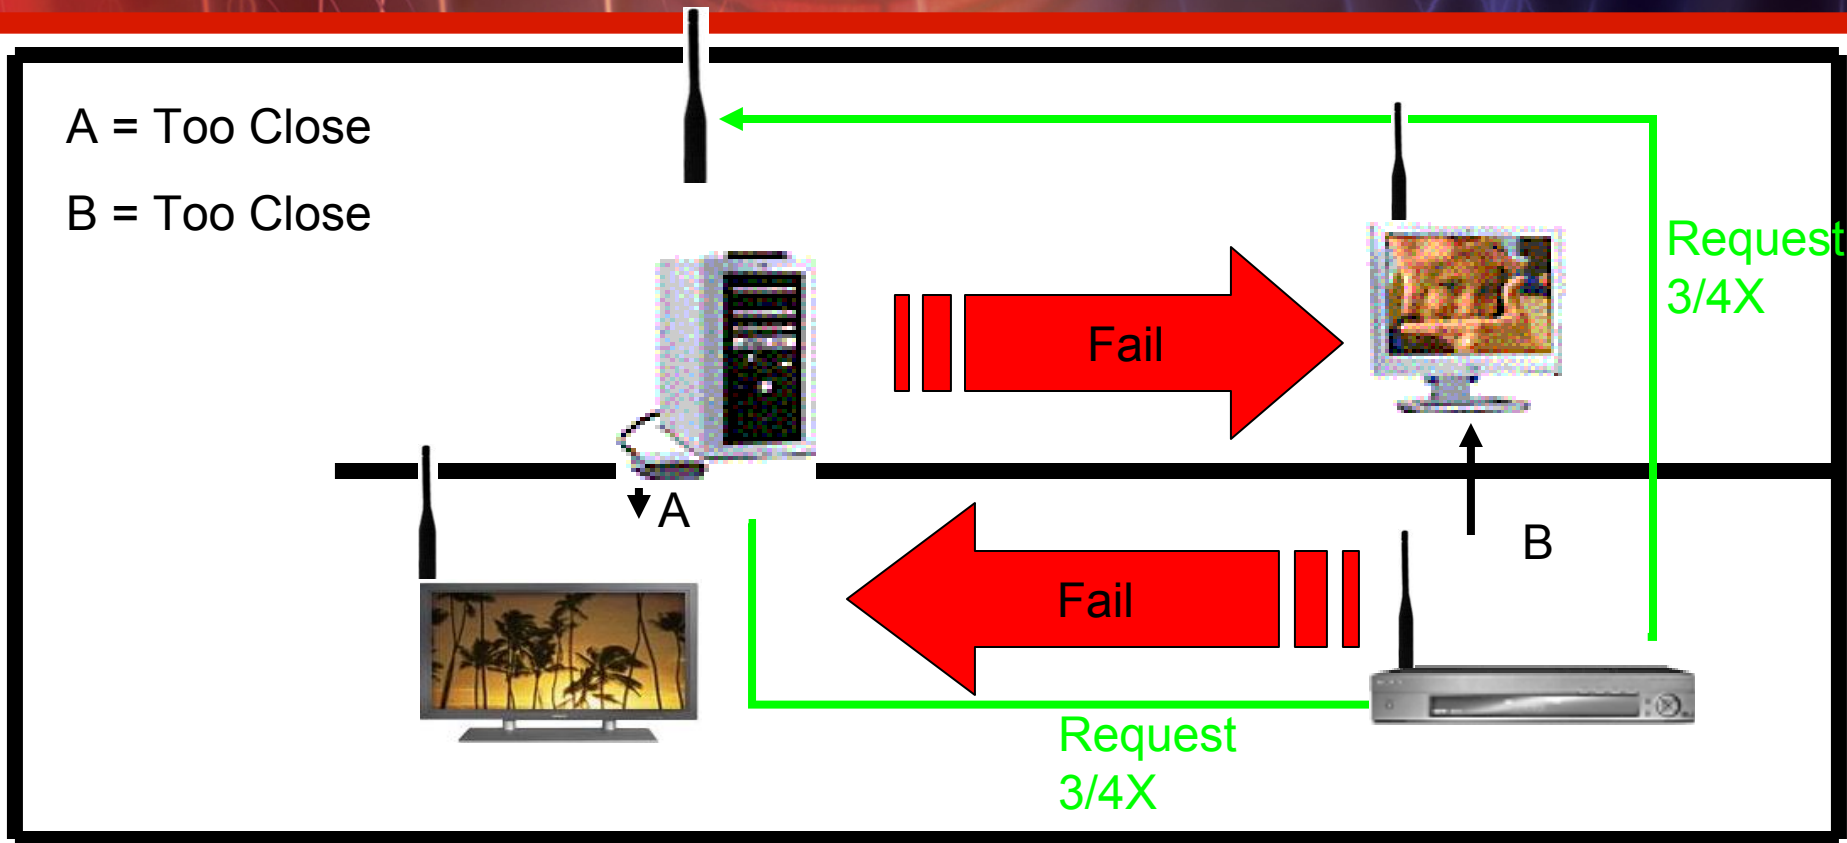 A = Too Close
B = Too Close
Request
3/4X
Fail
A
B
Fail
Request
3/4X